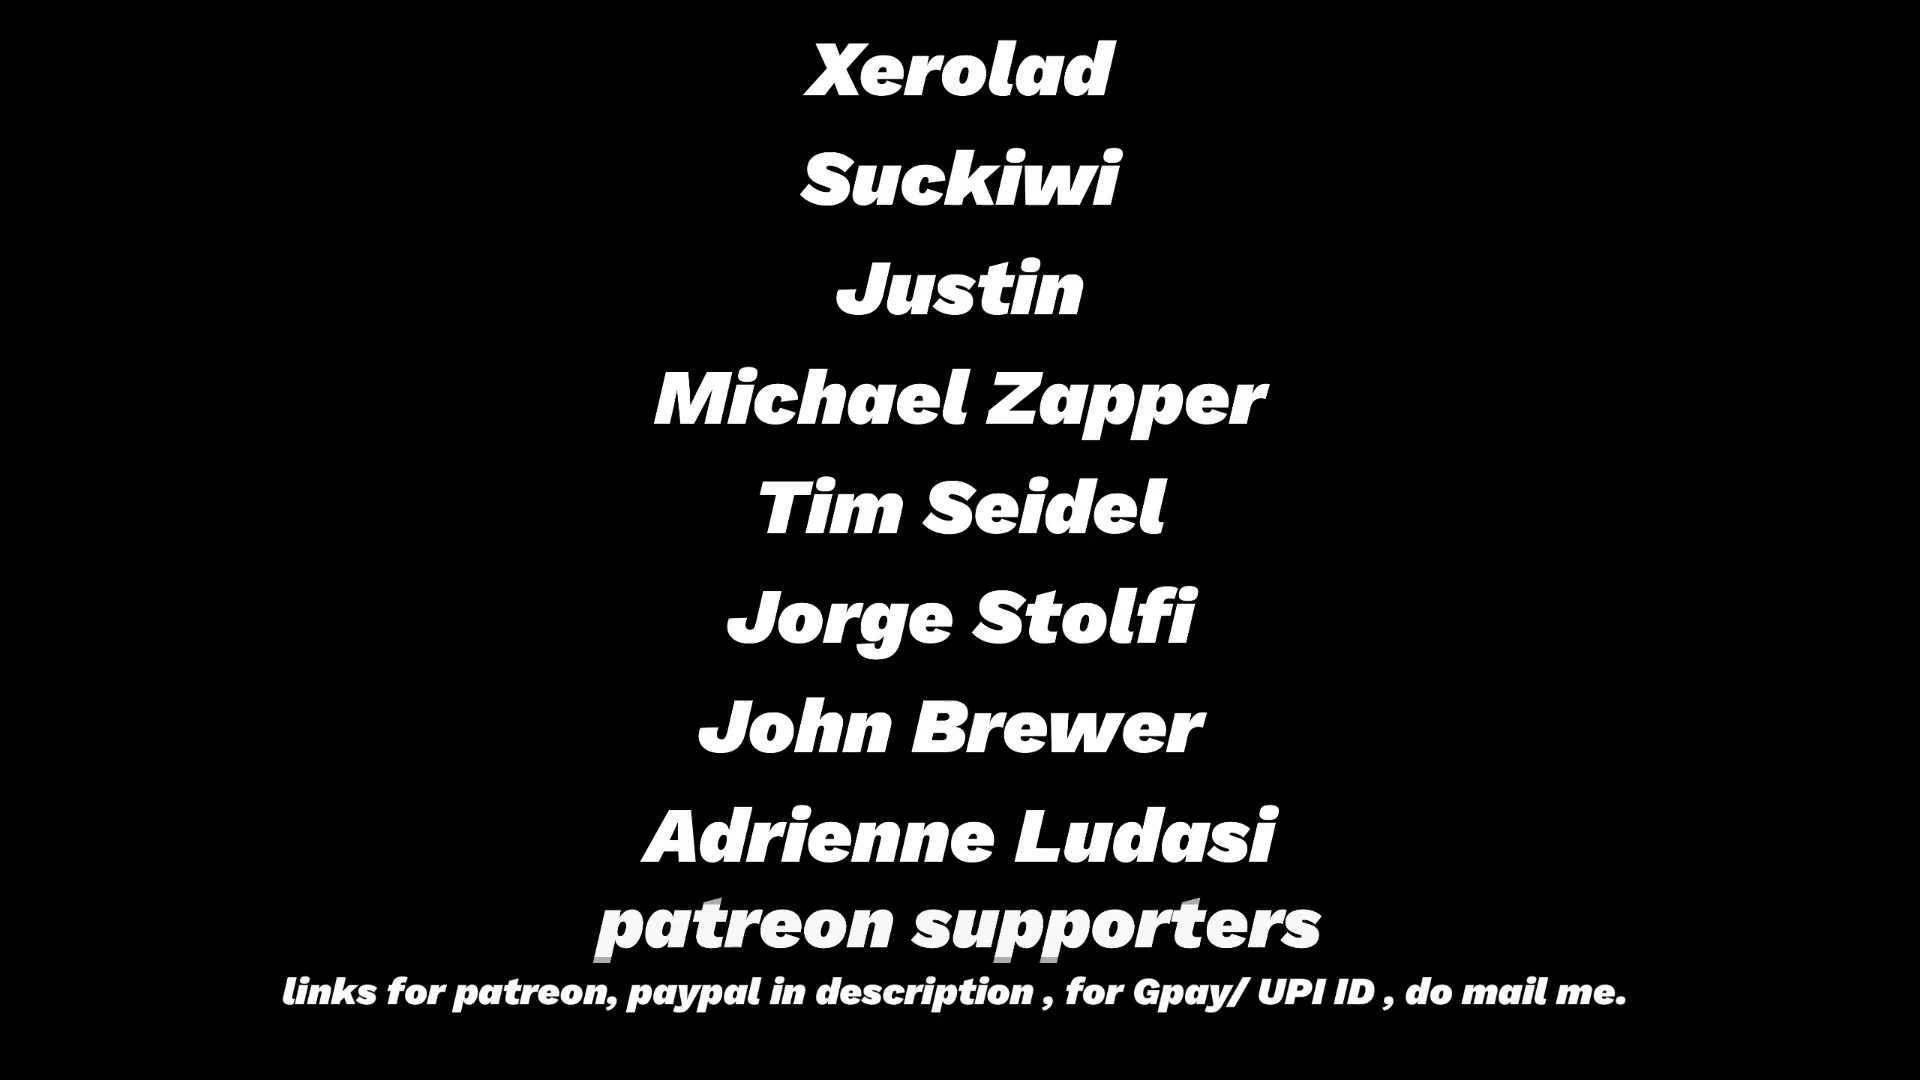 Xerolad
Suckiwi
Justin
Michael Zapper
Tim Seidel
Jorge Stolfi
John Brewer
Adrienne Ludasi
patreon supporters
links for patreon, paypal in description , for Gpay/ UPI ID , do mail me.